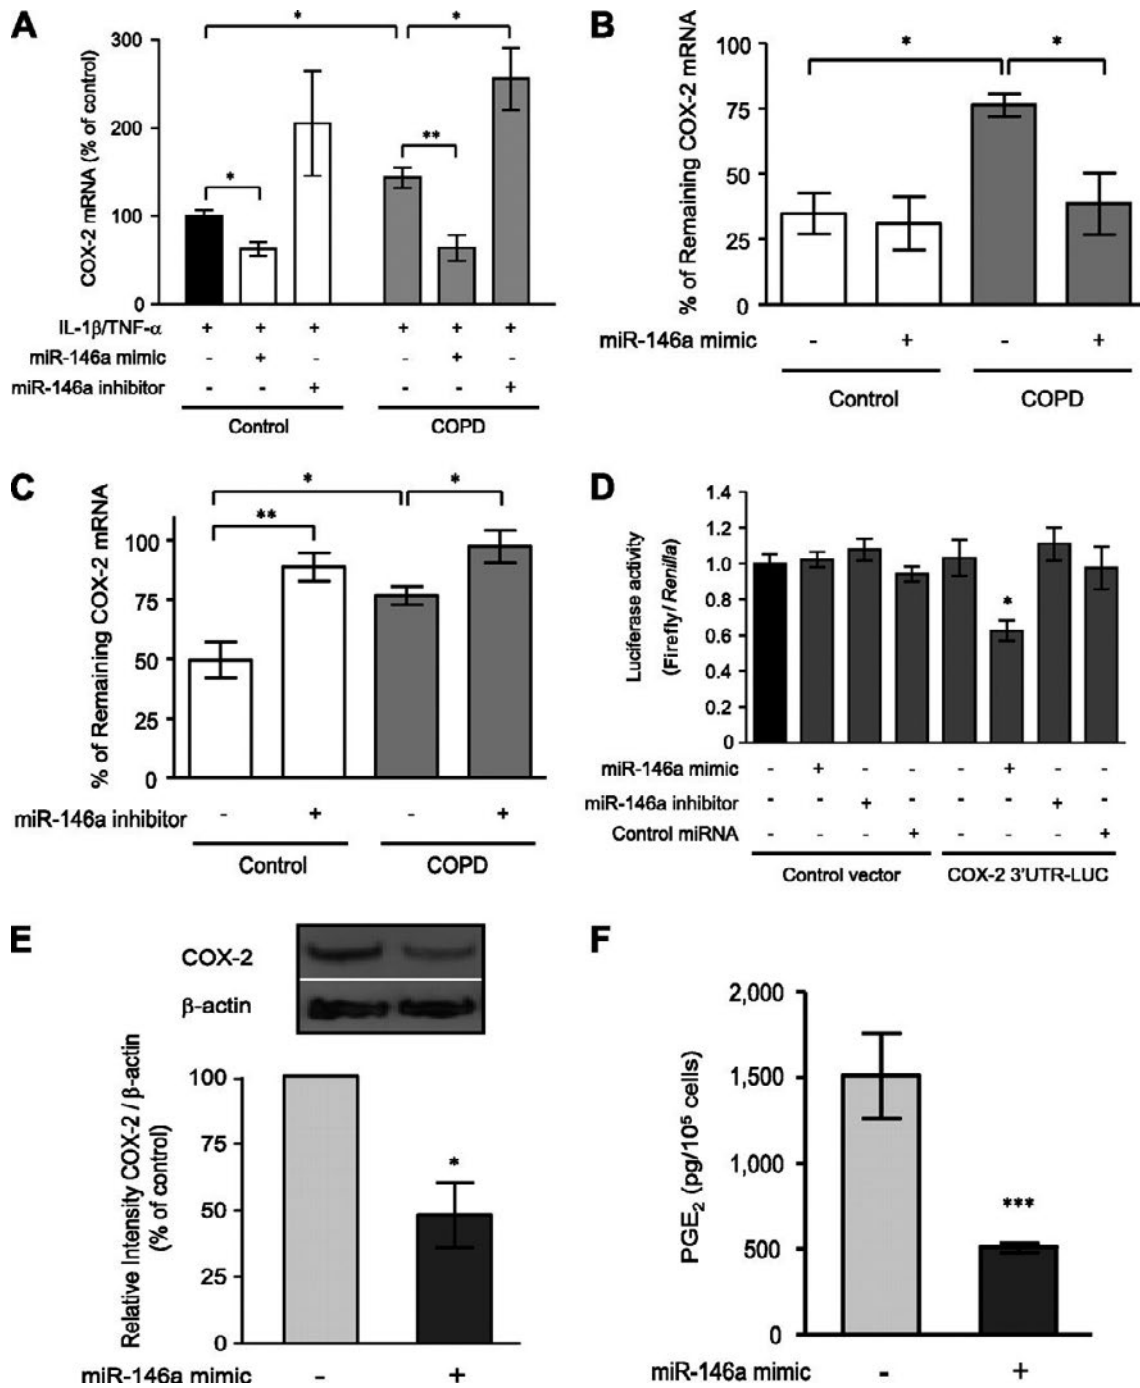 A
COX-2 mRNA (% of control)
300
200
100
0
*
*
*
**
IL-1β/TNF-α + + + + + +
miR-146a mimic - + - - + -
miR-146a inhibitor - - + - - +
Control COPD
B
% of Remaining COX-2 mRNA
100
75
50
25
0
*
*
miR-146a mimic - + - +
Control COPD
C
% of Remaining COX-2 mRNA
100
75
50
25
0
*
*
**
miR-146a inhibitor - + - +
Control COPD
D
Luciferase activity
(Firefly/Renilla)
1.4
1.2
1.0
0.8
0.6
0.4
0.2
0
*
miR-146a mimic - + - - - + - -
miR-146a inhibitor - - + - - - + -
Control miRNA - - - + - - - +
Control vector COX-2 3'UTR-LUC
E
COX-2
β-actin
Relative Intensity COX-2 / β-actin
(% of control)
100
75
50
25
0
*
miR-146a mimic - +
F
PGE₂ (pg/10⁵ cells)
2,000
1,500
1,000
500
0
***
miR-146a mimic - +